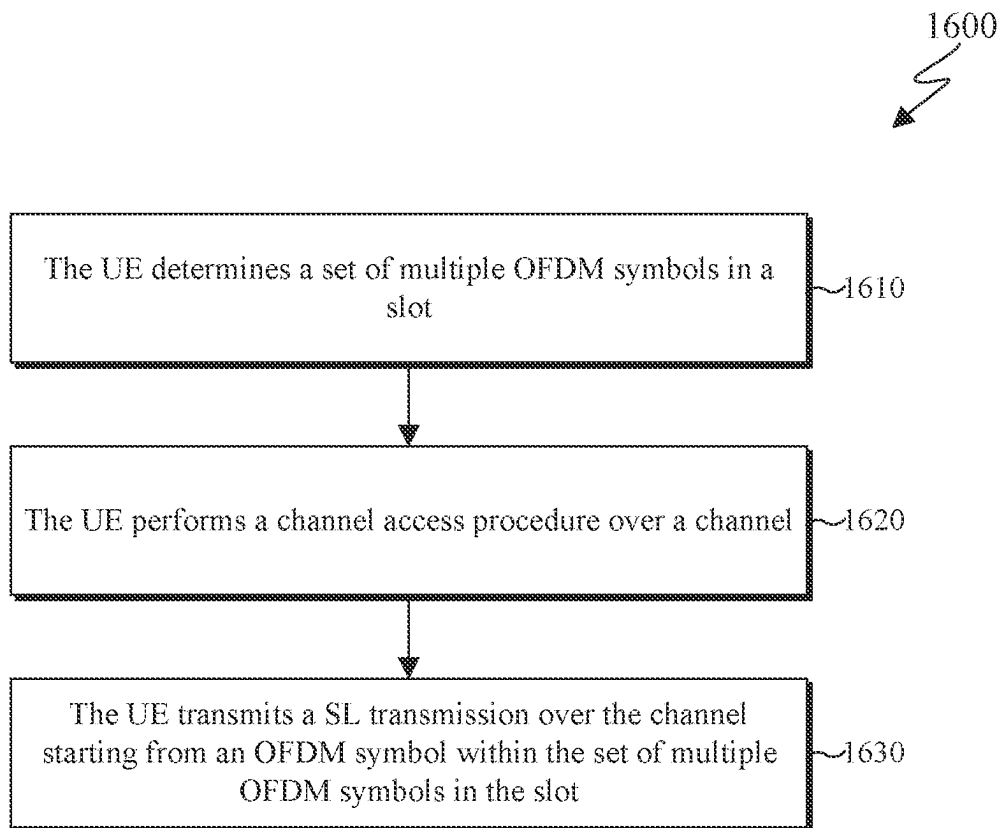 1600
The UE determines a set of multiple OFDM symbols in a
slot
1610
The UE performs a channel access procedure over a channel
1620
The UE transmits a SL transmission over the channel
starting from an OFDM symbol within the set of multiple
OFDM symbols in the slot
1630